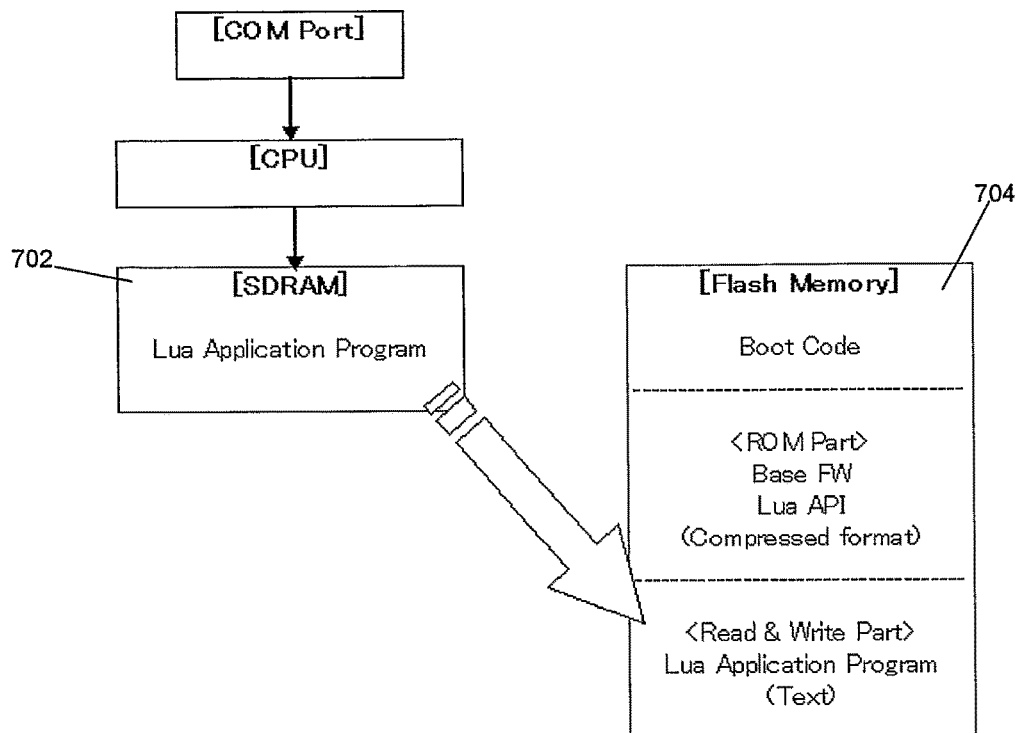 [COM Port]
[CPU]
702
[SDRAM]
Lua Application Program
704
[Flash Memory]
Boot Code
<ROM Part>
Base FW
Lua API
(Compressed format)
<Read & Write Part>
Lua Application Program
(Text)